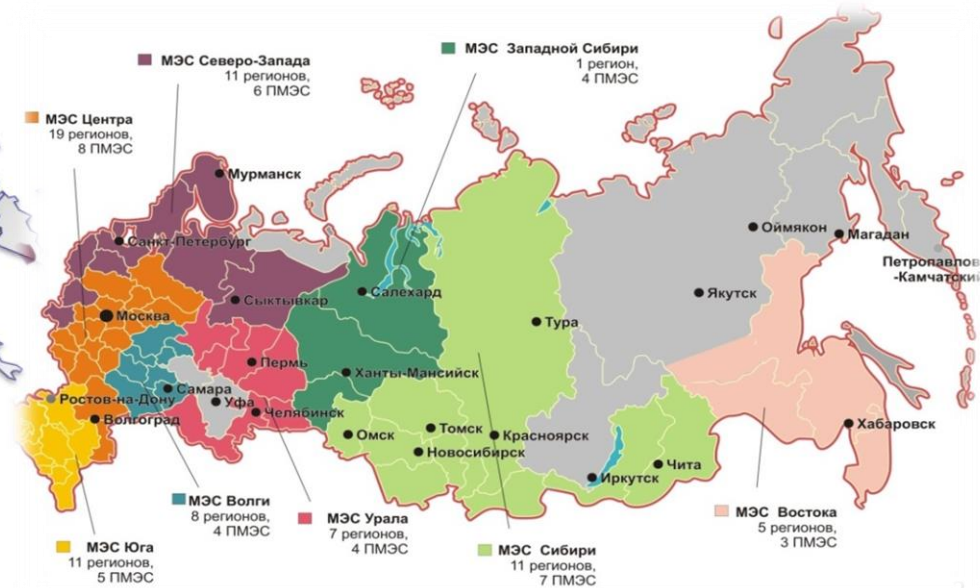 МЭС Северо-Запада
11 регионов,
6 ПМЭС
МЭС Западной Сибири
1 регион,
4 ПМЭС
МЭС Центра
19 регионов,
8 ПМЭС
Мурманск
Санкт-Петербург
Оймякон
Магадан
Петропавлов
-Камчатский
Сыктывкар
Салехард
Якутск
Москва
Тура
Пермь
Ханты-Мансийск
Самара
Уфа
Ростов-на-Дону
Челябинск
Волгоград
Омск
Томск
Красноярск
Новосибирск
Хабаровск
Чита
Иркутск
МЭС Волги
8 регионов,
4 ПМЭС
МЭС Урала
7 регионов,
4 ПМЭС
МЭС Востока
5 регионов,
3 ПМЭС
МЭС Юга
11 регионов,
5 ПМЭС
МЭС Сибири
11 регионов,
7 ПМЭС